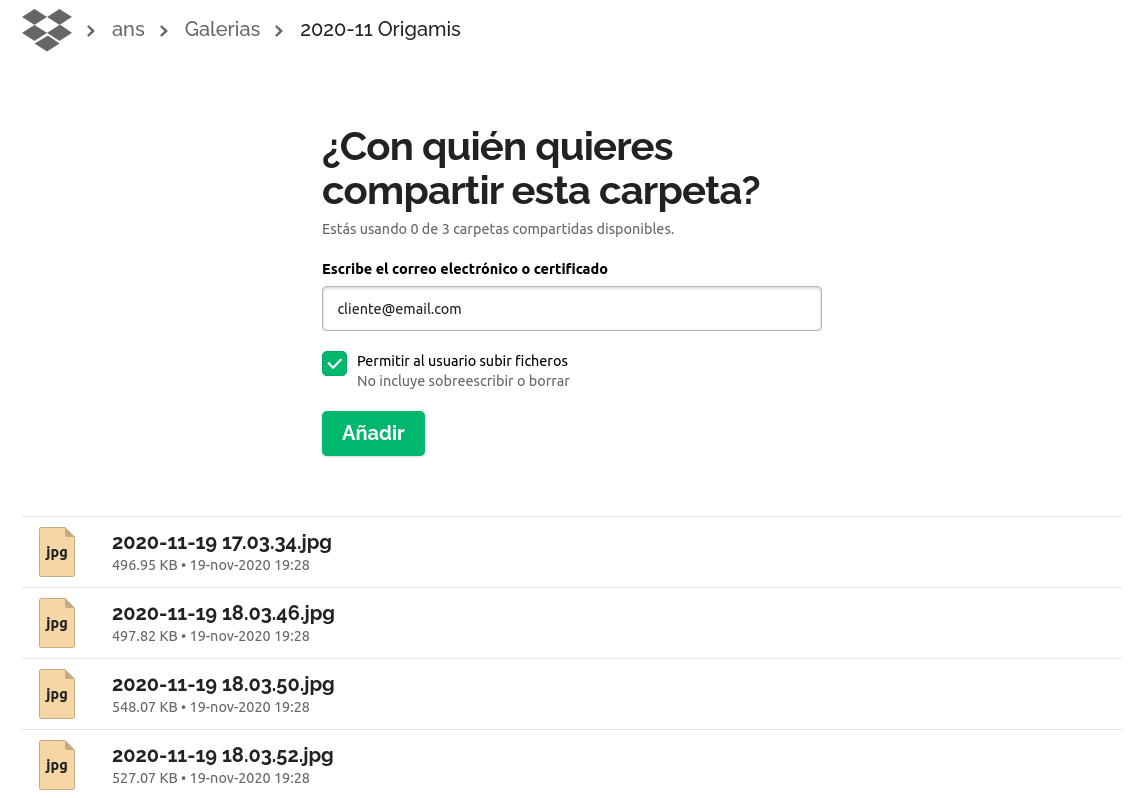 ans Galerias 2020-11 Origamis
¿Con quién quieres
compartir esta carpeta?
Estás usando 0 de 3 carpetas compartidas disponibles.
Escribe el correo electrónico o certificado
cliente@email.com
Permitir al usuario subir ficheros
No incluye sobreescribir o borrar
Añadir
jpg
2020-11-19 17.03.34.jpg
496.95 KB • 19-nov-2020 19:28
jpg
2020-11-19 18.03.46.jpg
497.82 KB • 19-nov-2020 19:28
jpg
2020-11-19 18.03.50.jpg
548.07 KB • 19-nov-2020 19:28
jpg
2020-11-19 18.03.52.jpg
527.07 KB • 19-nov-2020 19:28